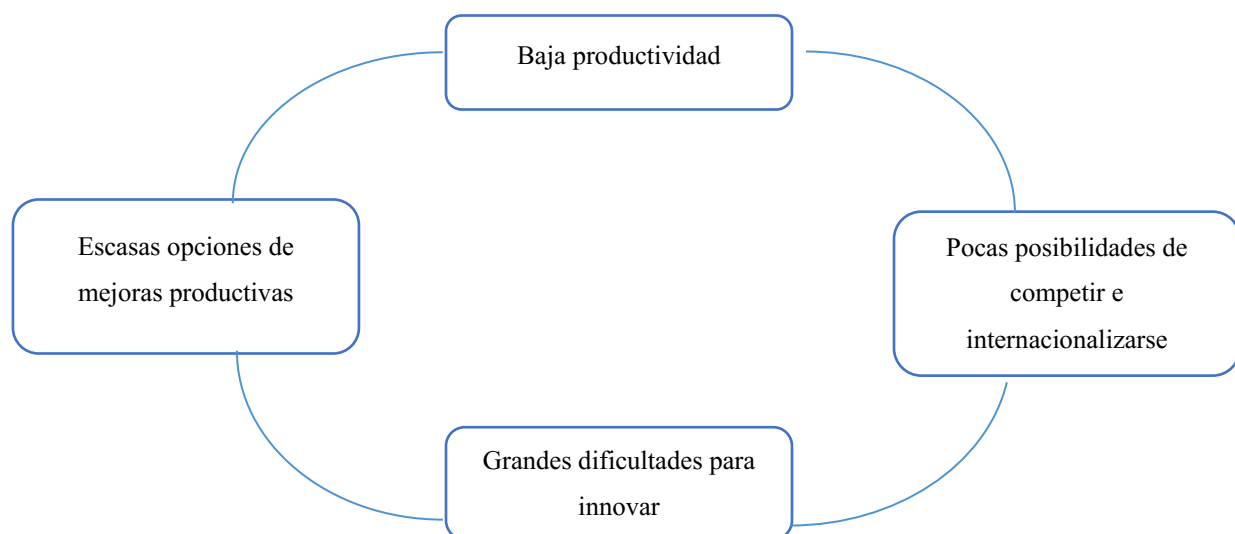 Baja productividad
Escasas opciones de
mejoras productivas
Pocas posibilidades de
competir e
internacionalizarse
Grandes dificultades para
innovar